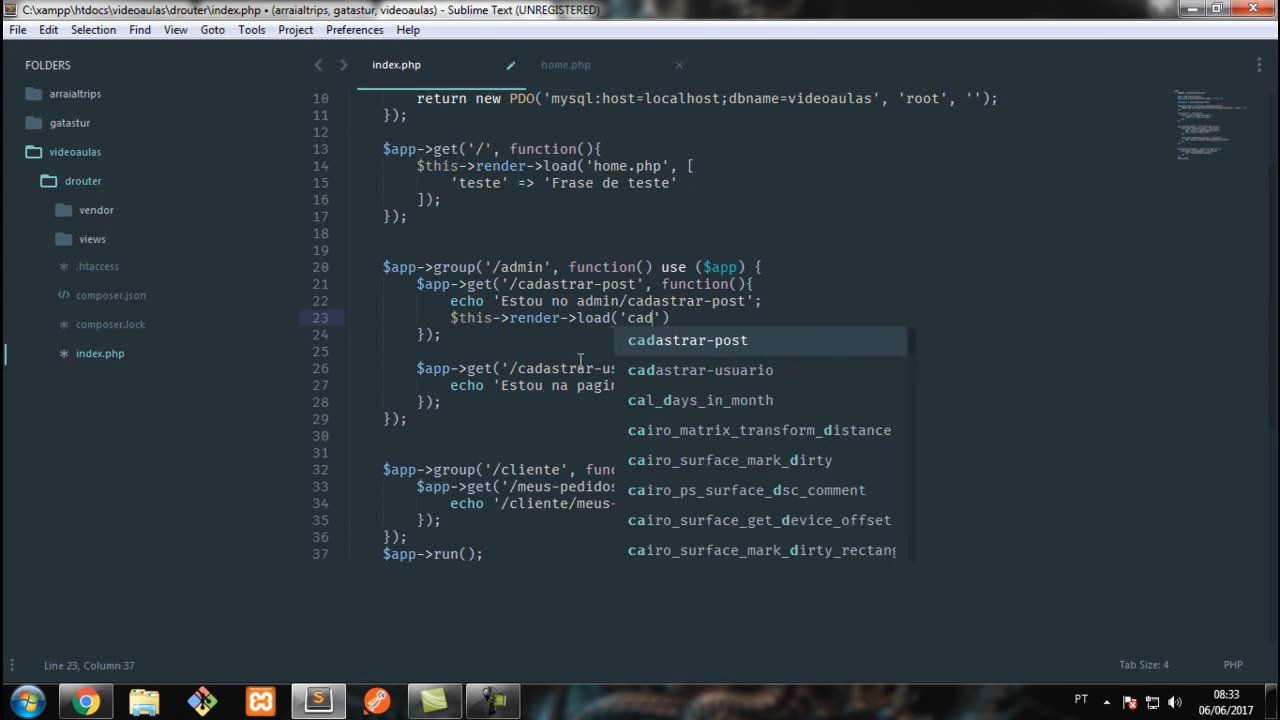 C:\xampp\htdocs\videoaulas\drouter\index.php • (arraialtrips, gatastur, videoaulas) - Sublime Text (UNREGISTERED)
File Edit Selection Find View Goto Tools Project Preferences Help
FOLDERS
arraialtrips
gatastur
videoaulas
drouter
vendor
views
.htaccess
composer.json
composer.lock
index.php
index.php home.php
10 return new PDO('mysql:host=localhost;dbname=videoaulas', 'root', '');
11 });
12
13 $app->get('/', function(){
14 $this->render->load('home.php', [
15 'teste' => 'Frase de teste'
16 ]);
17 });
18
19
20 $app->group('/admin', function() use ($app) {
21 $app->get('/cadastrar-post', function(){
22 echo 'Estou no admin/cadastrar-post';
23 $this->render->load('cad')
24 });
25
26 $app->get('/cadastrar-us
27 echo 'Estou na pagin
28 });
29 });
30
31
32 $app->group('/cliente', func
33 $app->get('/meus-pedidos
34 echo '/cliente/meus-
35 });
36 });
37 $app->run();
cadastrar-post
cadastrar-usuario
cal_days_in_month
cairo_matrix_transform_distance
cairo_surface_mark_dirty
cairo_ps_surface_dsc_comment
cairo_surface_get_device_offset
cairo_surface_mark_dirty_rectang
Line 23, Column 37 Tab Size: 4 PHP
PT 08:33
06/06/2017